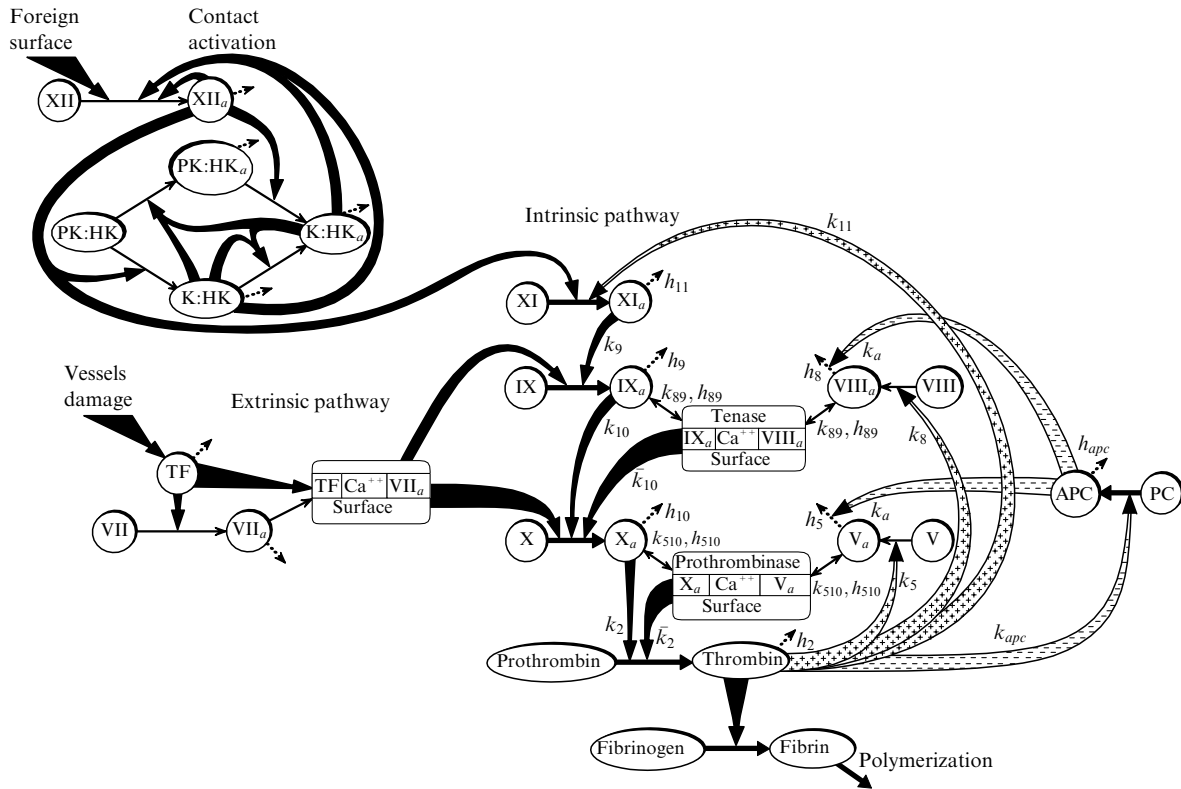 Foreign
surface
Contact
activation
XII
XIIₐ
PK:HKₐ
PK:HK
K:HKₐ
K:HK
Intrinsic pathway
k₁₁
XI
XIₐ
h₁₁
k₉
IX
IXₐ
h₉
k₈₉, h₈₉
k₁₀
Tenase
IXₐ Ca⁺⁺ VIIIₐ
Surface
k̄₁₀
h₈
kₐ
VIIIₐ
VIII
k₈₉, h₈₉
k₈
Vessels
damage
Extrinsic pathway
TF
TF Ca⁺⁺ VIIₐ
Surface
VII
VIIₐ
X
Xₐ
h₁₀
k₅₁₀, h₅₁₀
Prothrombinase
Xₐ Ca⁺⁺ Vₐ
Surface
h₅
kₐ
Vₐ
V
k₅₁₀, h₅₁₀
k₅
h_apc
APC
PC
k₂
k̄₂
k_apc
Prothrombin
Thrombin
h₂
Fibrinogen
Fibrin
Polymerization